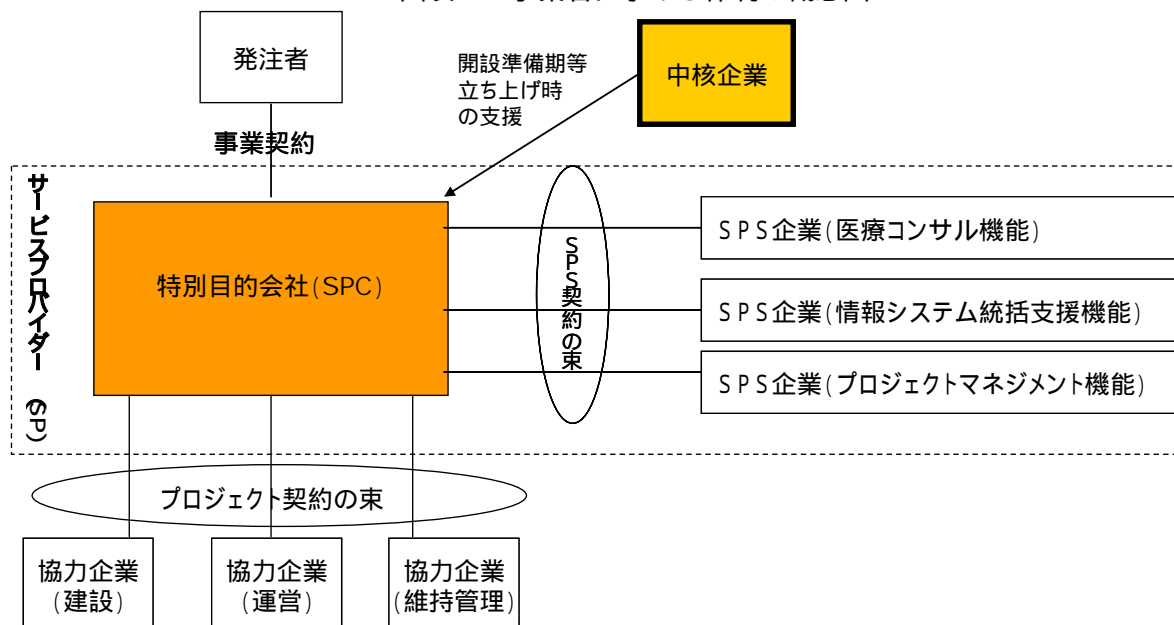 発注者
開設準備期等
立ち上げ時
の支援
中核企業
事業契約
サービスプロバイダー (SP)
特別目的会社(SPC)
SPS契約の束
SPS企業(医療コンサル機能)
SPS企業(情報システム統括支援機能)
SPS企業(プロジェクトマネジメント機能)
プロジェクト契約の束
協力企業
(建設)
協力企業
(運営)
協力企業
(維持管理)